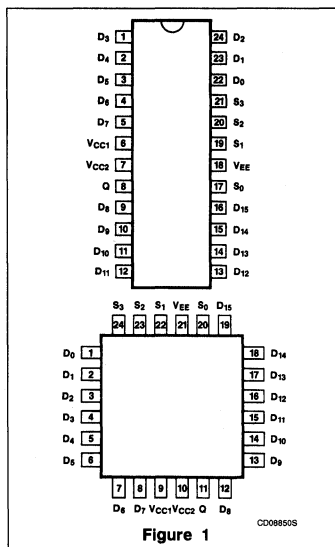 D3 1 24 D2
D4 2 23 D1
D5 3 22 D0
D6 4 21 S3
D7 5 20 S2
VCC1 6 19 S1
VCC2 7 18 VEE
Q 8 17 S0
D8 9 16 D15
D9 10 15 D14
D10 11 14 D13
D11 12 13 D12
S3 S2 S1 VEE S0 D15
24 23 22 21 20 19
D0 1 18 D14
D1 2 17 D13
D2 3 16 D12
D3 4 15 D11
D4 5 14 D10
D5 6 13 D9
7 8 9 10 11 12
D6 D7 VCC1 VCC2 Q D8
CD08850S
Figure 1